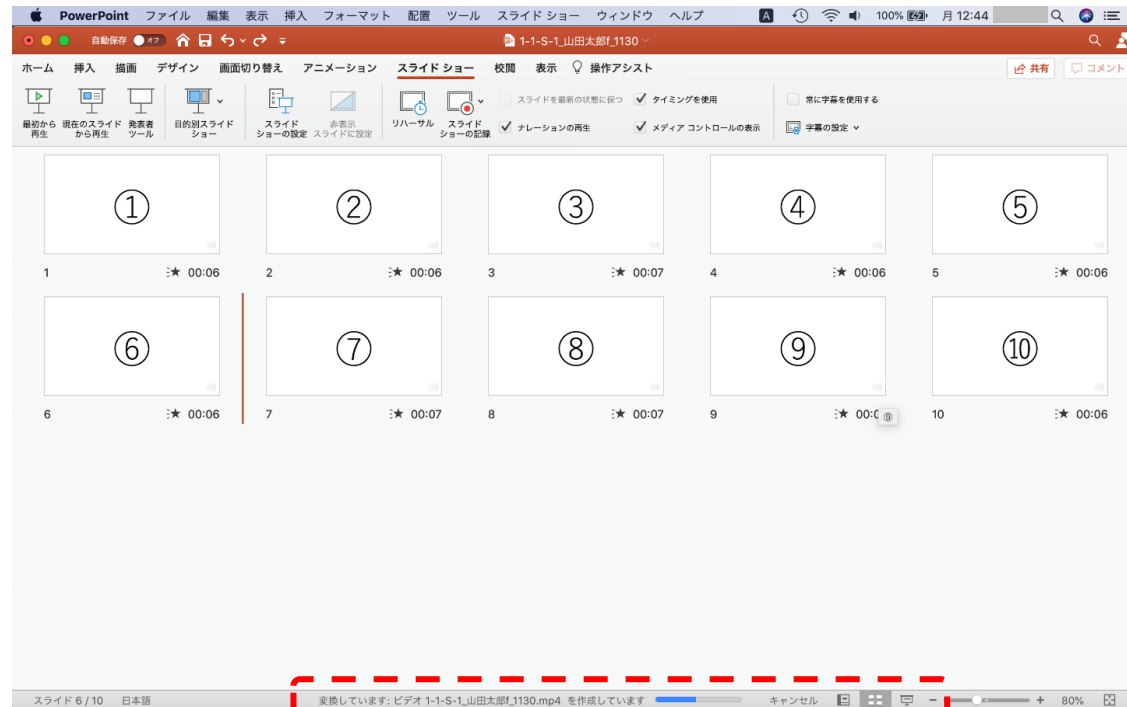 PowerPoint ファイル 編集 表示 挿入 フォーマット 配置 ツール スライド ショー ウィンドウ ヘルプ A 100% 月 12:44
自動保存 オフ 1-1-S-1_山田太郎f_1130
ホーム 挿入 描画 デザイン 画面切り替え アニメーション スライド ショー 校閲 表示 操作アシスト 共有 コメント
最初から
再生
現在のスライド
から再生
発表者
ツール
目的別スライド
ショー
スライド
ショーの設定
非表示
スライドに設定
リハーサル
スライド
ショーの記録
スライドを最新の状態に保つ タイミングを使用
ナレーションの再生 メディア コントロールの表示
常に字幕を使用する
字幕の設定
① ② ③ ④ ⑤
1 00:06 2 00:06 3 00:07 4 00:06 5 00:06
⑥ ⑦ ⑧ ⑨ ⑩
6 00:06 7 00:07 8 00:07 9 00: ⑨ 10 00:06
スライド 6 / 10 日本語 変換しています: ビデオ 1-1-S-1_山田太郎f_1130.mp4 を作成しています キャンセル − + 80%